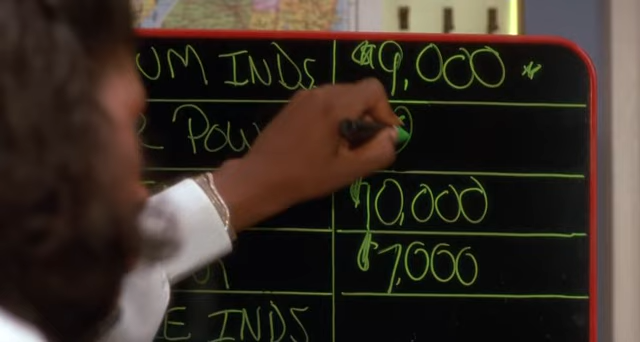 UM INDS. $9,000 *
R POW
$10,000
$7,000
E INDS